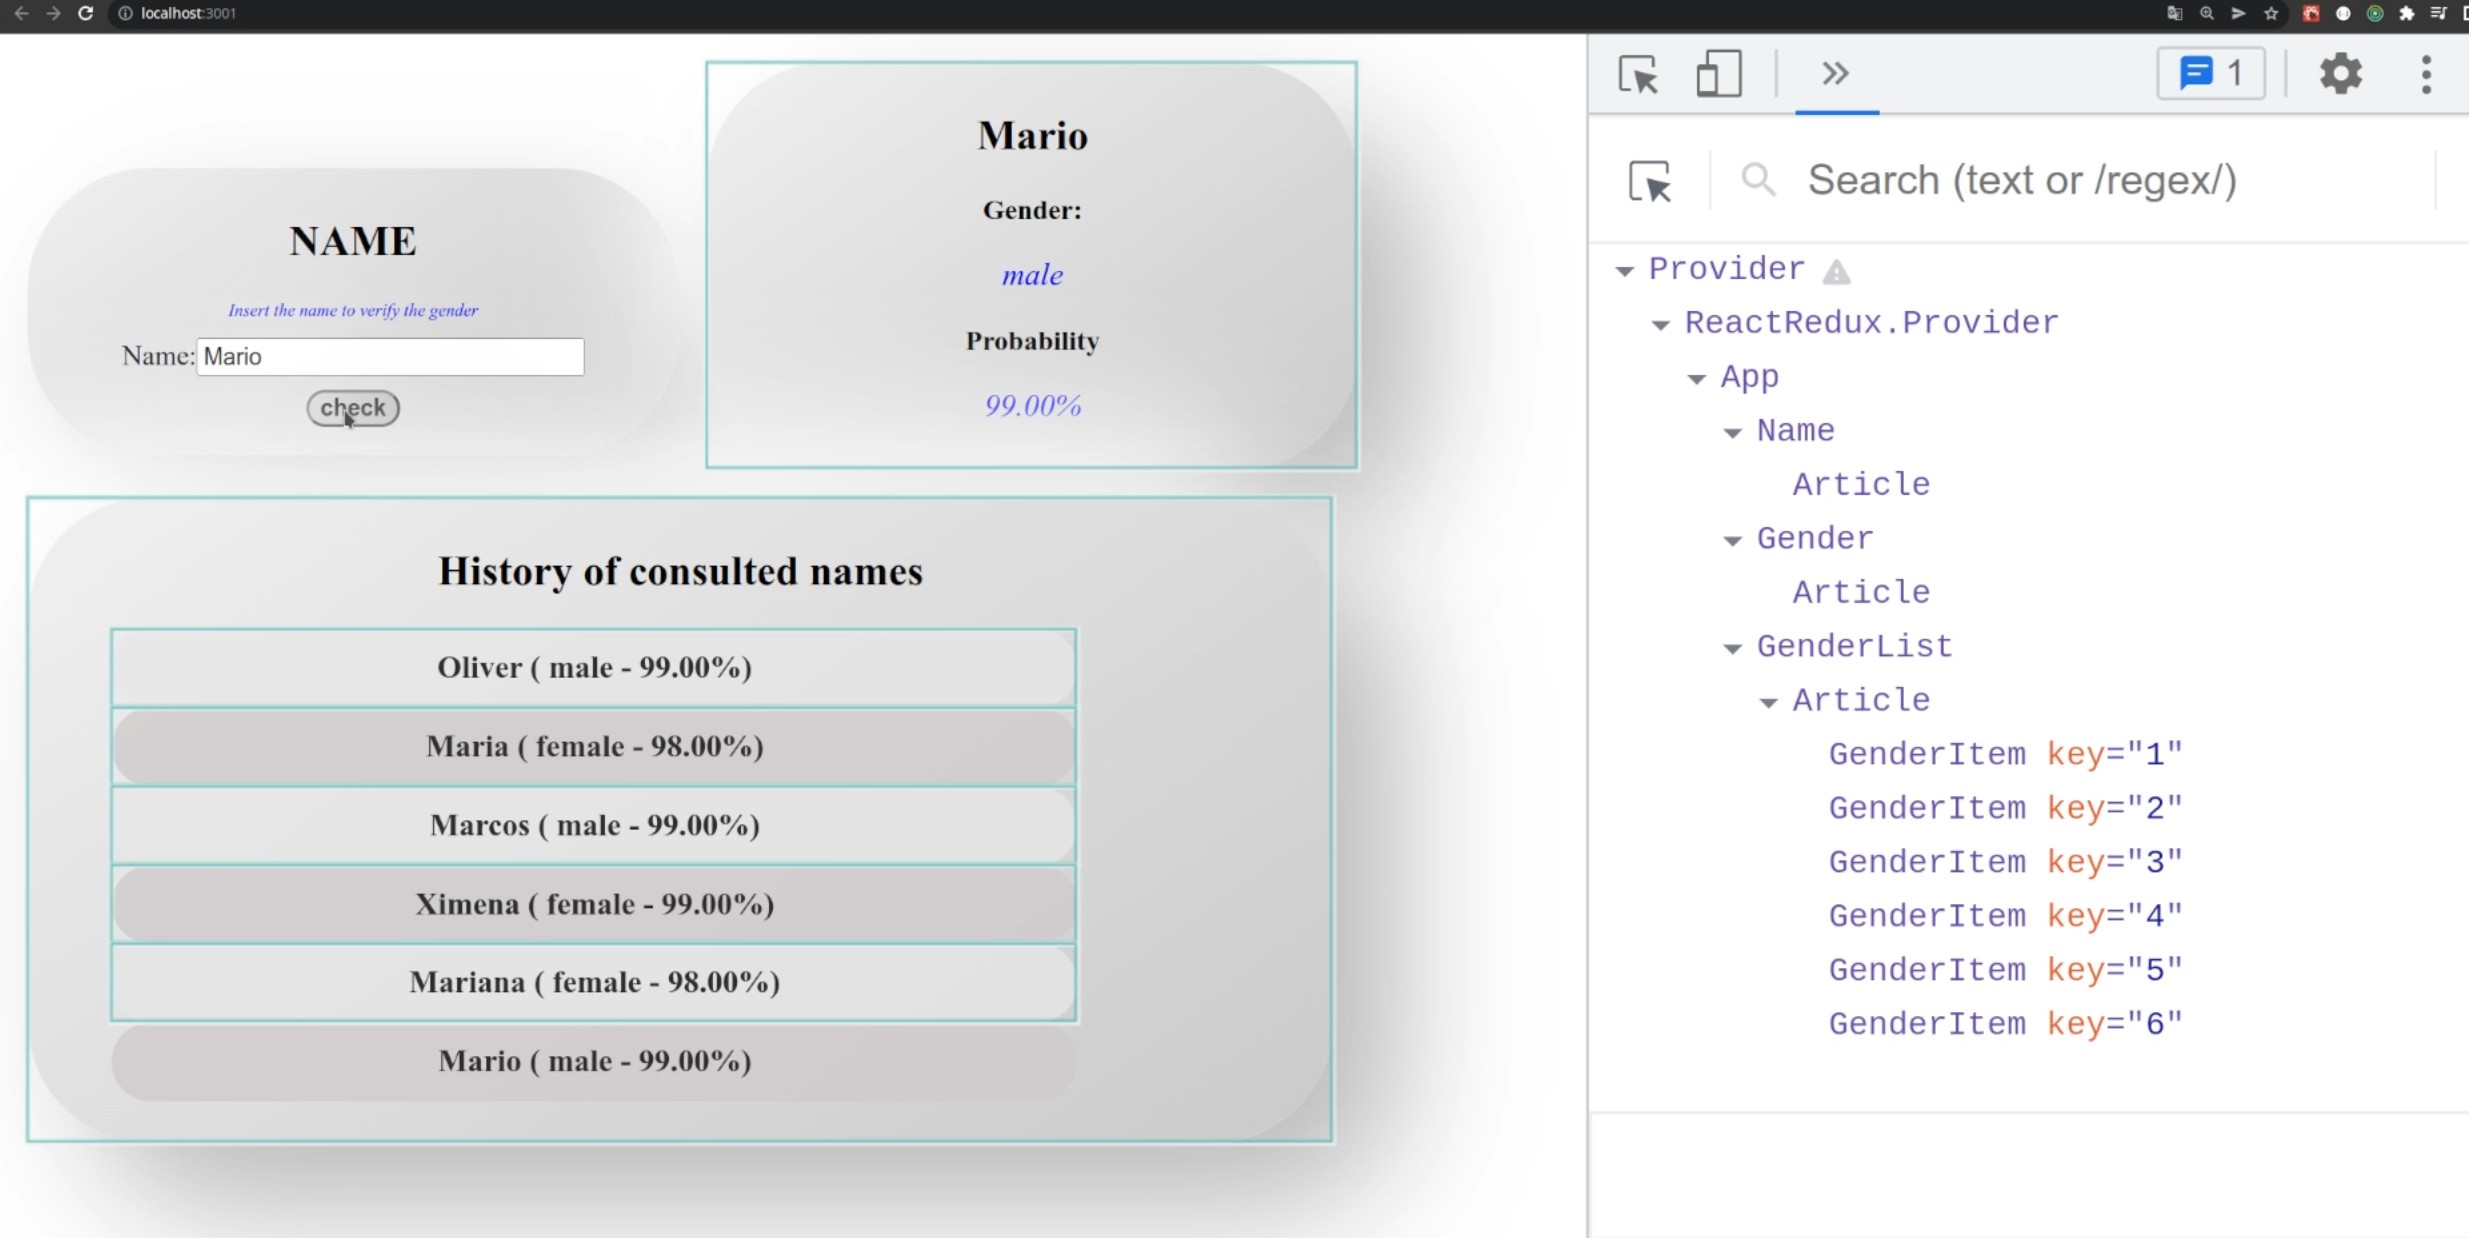 localhost:3001
NAME
Insert the name to verify the gender
Name: Mario
check
Mario
Gender:
male
Probability
99.00%
History of consulted names
Oliver ( male - 99.00%)
Maria ( female - 98.00%)
Marcos ( male - 99.00%)
Ximena ( female - 99.00%)
Mariana ( female - 98.00%)
Mario ( male - 99.00%)
1
Search (text or /regex/)
Provider
ReactRedux.Provider
App
Name
Article
Gender
Article
GenderList
Article
GenderItem key="1"
GenderItem key="2"
GenderItem key="3"
GenderItem key="4"
GenderItem key="5"
GenderItem key="6"